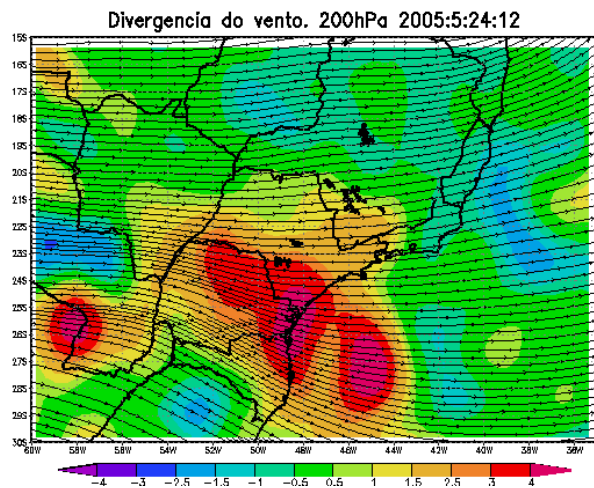 Divergencia do vento. 200hPa 2005:5:24:12
15S
16S
17S
18S
19S
20S
21S
22S
23S
24S
25S
26S
27S
28S
29S
30S
60W 58W 56W 54W 52W 50W 48W 46W 44W 42W 40W 38W 36W
-4 -3 -2.5 -1.5 -1 -0.5 0.5 1 1.5 2.5 3 4